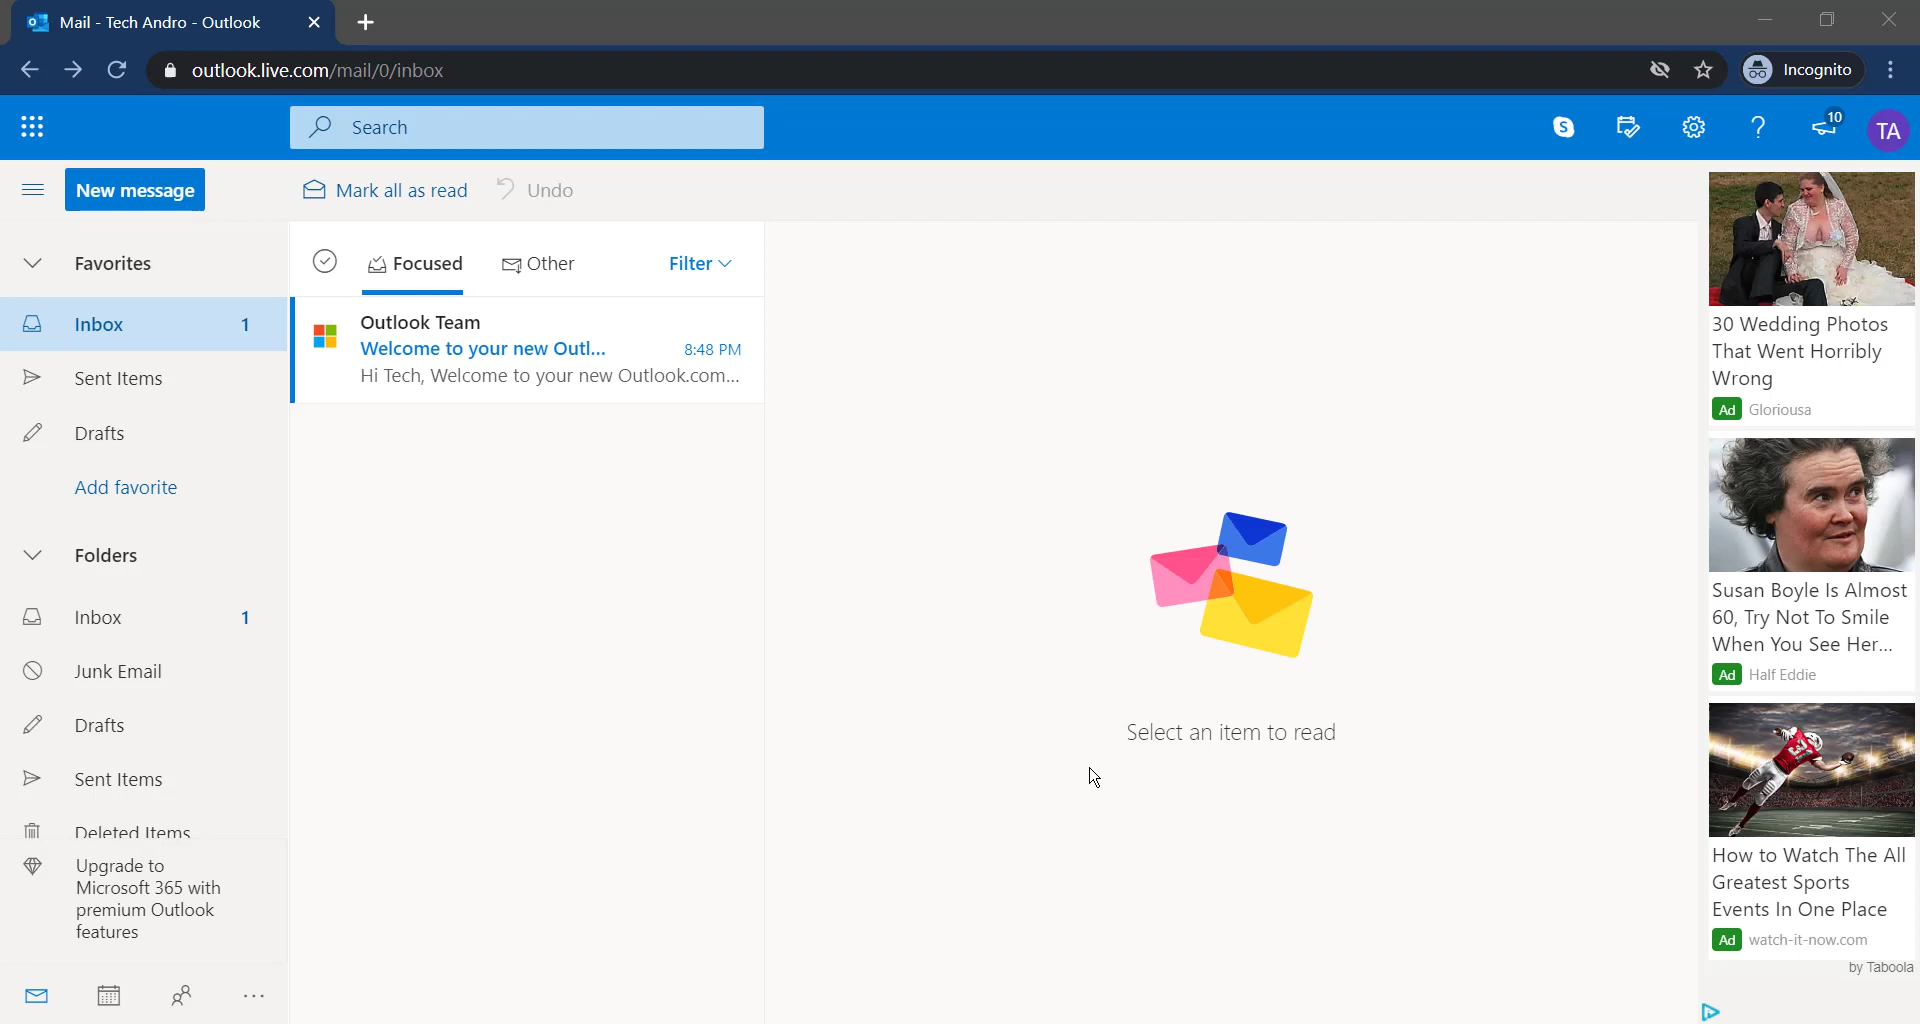 Mail - Tech Andro - Outlook
outlook.live.com/mail/0/inbox
Incognito
Search
10
TA
New message
Mark all as read
Undo
Favorites
Inbox 1
Sent Items
Drafts
Add favorite
Folders
Inbox 1
Junk Email
Drafts
Sent Items
Deleted Items
Upgrade to
Microsoft 365 with
premium Outlook
features
Focused
Other
Filter
Outlook Team
Welcome to your new Outl... 8:48 PM
Hi Tech, Welcome to your new Outlook.com...
Select an item to read
30 Wedding Photos
That Went Horribly
Wrong
Ad Gloriousa
Susan Boyle Is Almost
60, Try Not To Smile
When You See Her...
Ad Half Eddie
How to Watch The All
Greatest Sports
Events In One Place
Ad watch-it-now.com
by Taboola